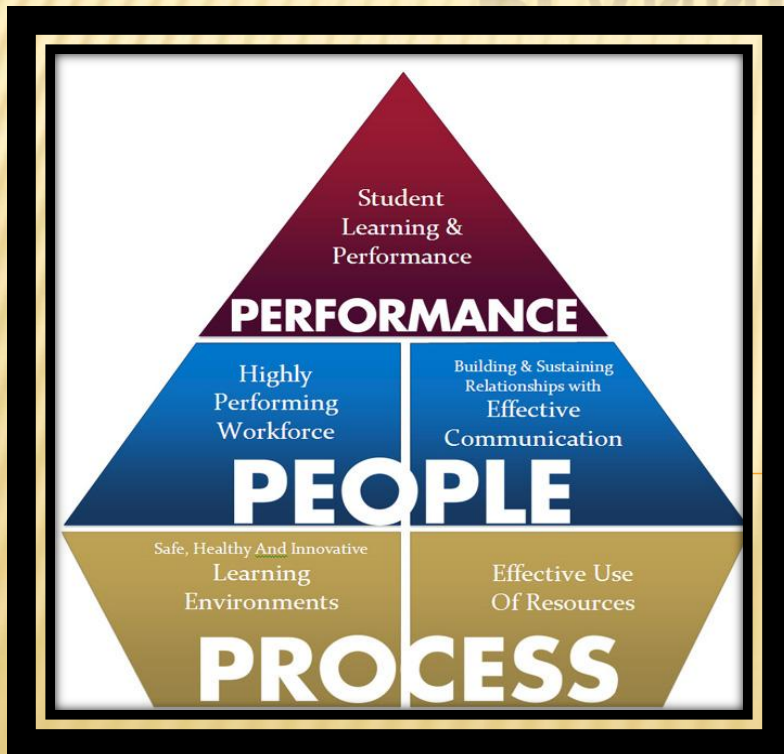 Student
Learning &
Performance
PERFORMANCE
Highly
Performing
Workforce
Building & Sustaining
Relationships with
Effective
Communication
PEOPLE
Safe, Healthy And Innovative
Learning
Environments
Effective Use
Of Resources
PROCESS